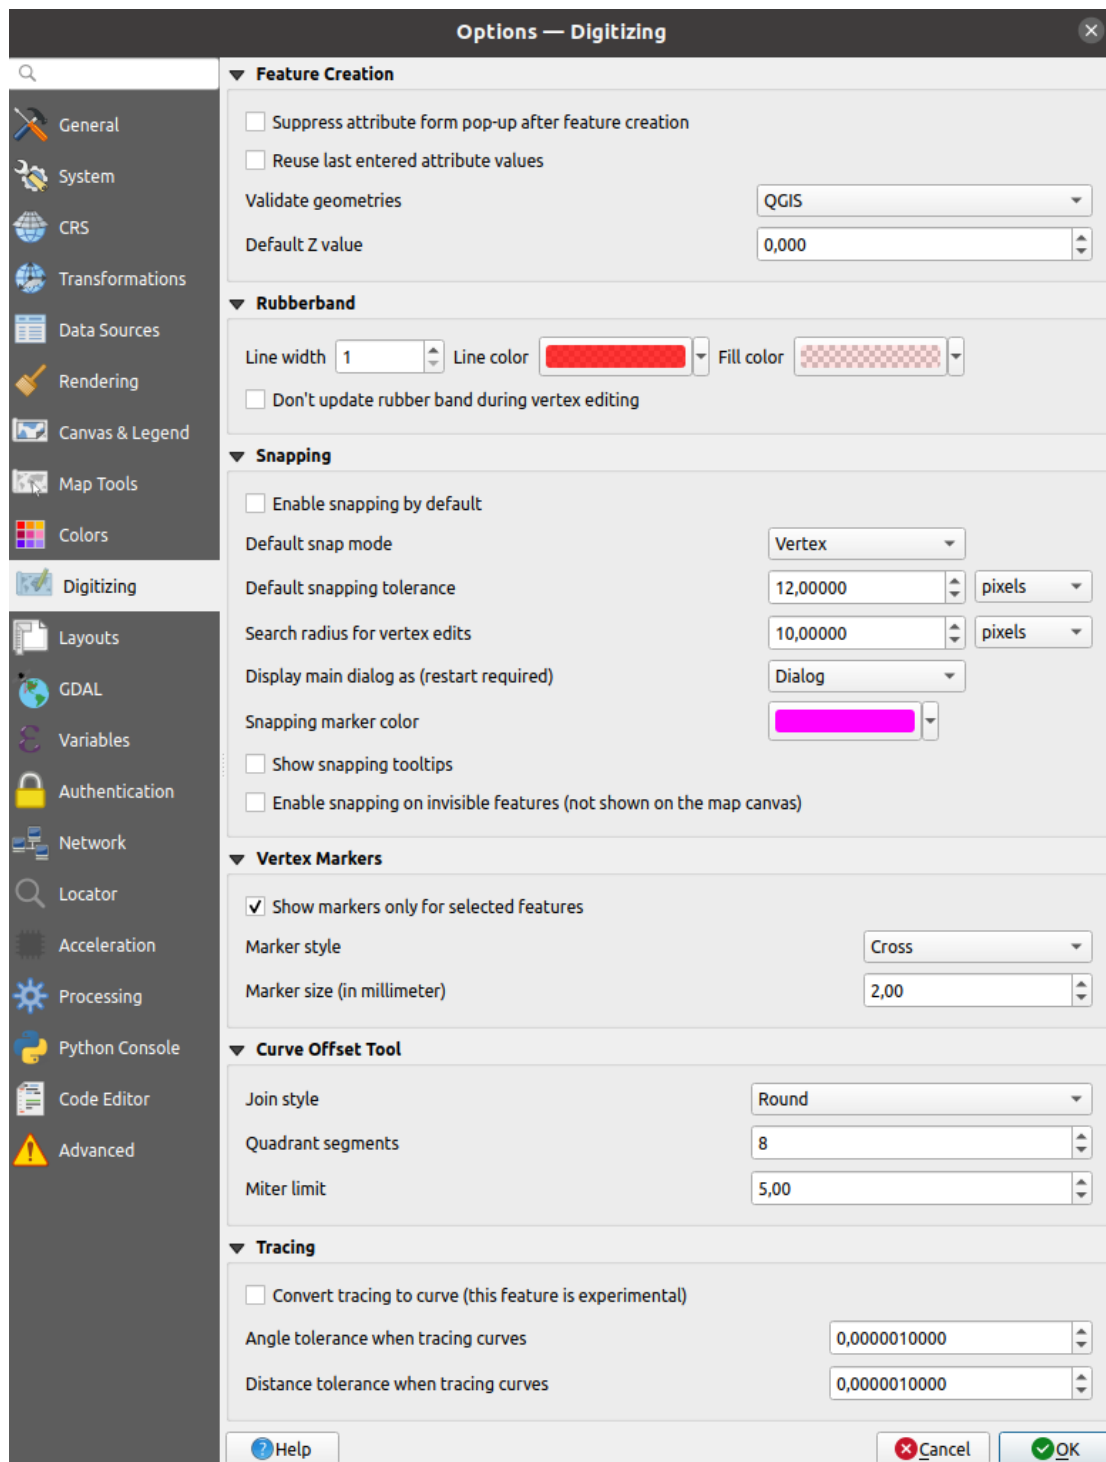 Options — Digitizing
General
System
CRS
Transformations
Data Sources
Rendering
Canvas & Legend
Map Tools
Colors
Digitizing
Layouts
GDAL
Variables
Authentication
Network
Locator
Acceleration
Processing
Python Console
Code Editor
Advanced
Feature Creation
Suppress attribute form pop-up after feature creation
Reuse last entered attribute values
Validate geometries QGIS
Default Z value 0,000
Rubberband
Line width 1 Line color Fill color
Don't update rubber band during vertex editing
Snapping
Enable snapping by default
Default snap mode Vertex
Default snapping tolerance 12,00000 pixels
Search radius for vertex edits 10,00000 pixels
Display main dialog as (restart required) Dialog
Snapping marker color
Show snapping tooltips
Enable snapping on invisible features (not shown on the map canvas)
Vertex Markers
Show markers only for selected features
Marker style Cross
Marker size (in millimeter) 2,00
Curve Offset Tool
Join style Round
Quadrant segments 8
Miter limit 5,00
Tracing
Convert tracing to curve (this feature is experimental)
Angle tolerance when tracing curves 0,0000010000
Distance tolerance when tracing curves 0,0000010000
Help Cancel OK